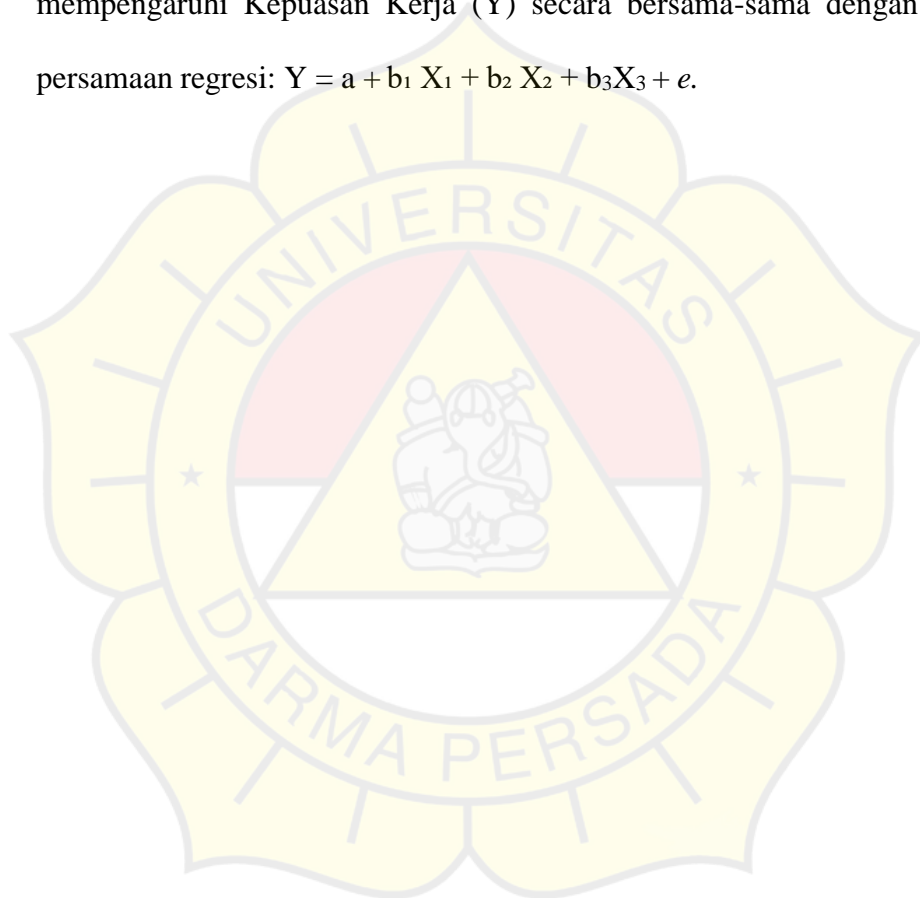 mempengaruhi Kepuasan Kerja (Y) secara bersama-sama dengan
persamaan regresi: Y = a + b₁ X₁ + b₂ X₂ + b₃X₃ + e.
UNIVERSITAS
DARMA PERSADA